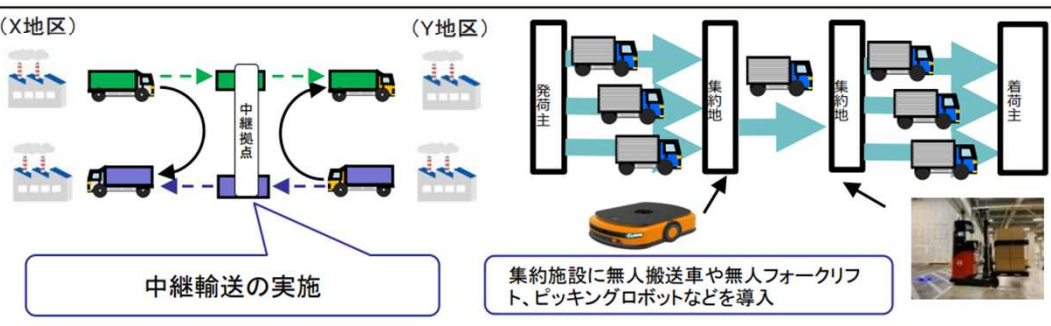 (X地区)
(Y地区)
中継拠点
中継輸送の実施
発荷主
集約地
集約地
着荷主
集約施設に無人搬送車や無人フォークリフ
ト、ピッキングロボットなどを導入